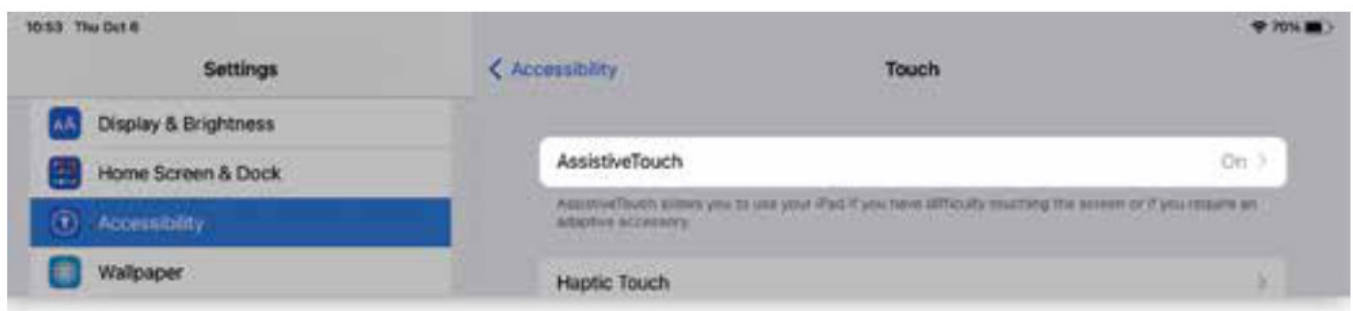 10:53 Thu Oct 6
70%
Settings
Accessibility
Touch
Display & Brightness
Home Screen & Dock
Accessibility
Wallpaper
AssistiveTouch
On
AssistiveTouch allows you to use your iPad if you have difficulty touching the screen or if you require an
adaptive accessory.
Haptic Touch